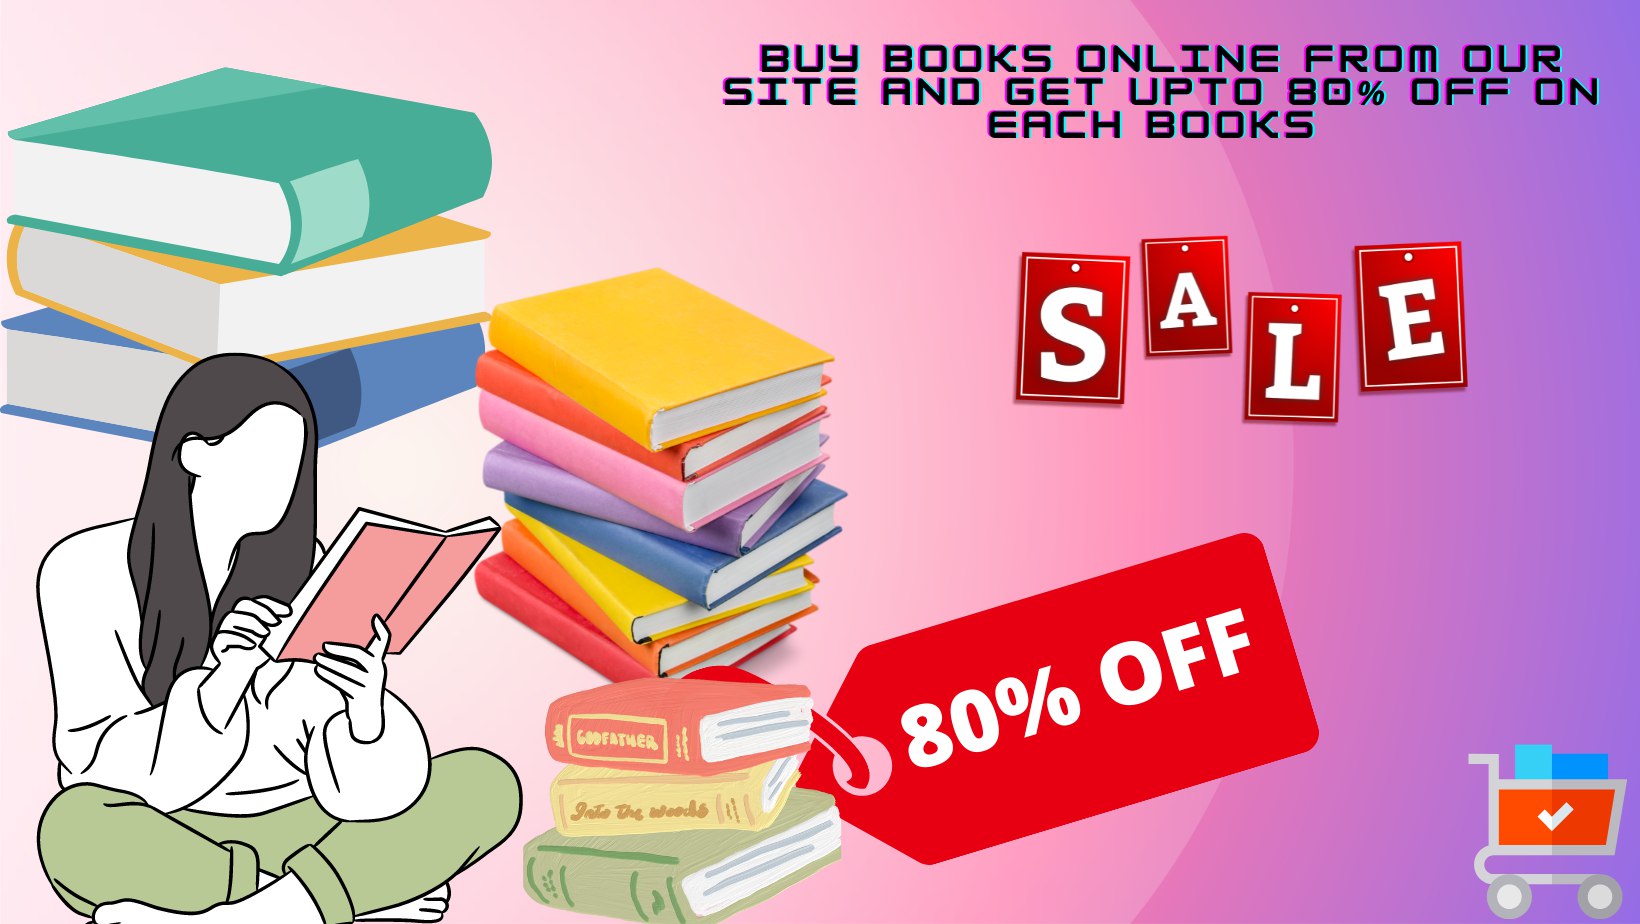 BUY BOOKS ONLINE FROM OUR
SITE AND GET UPTO 80% OFF ON
EACH BOOKS
SALE
80% OFF
GODFATHER
Into The woods